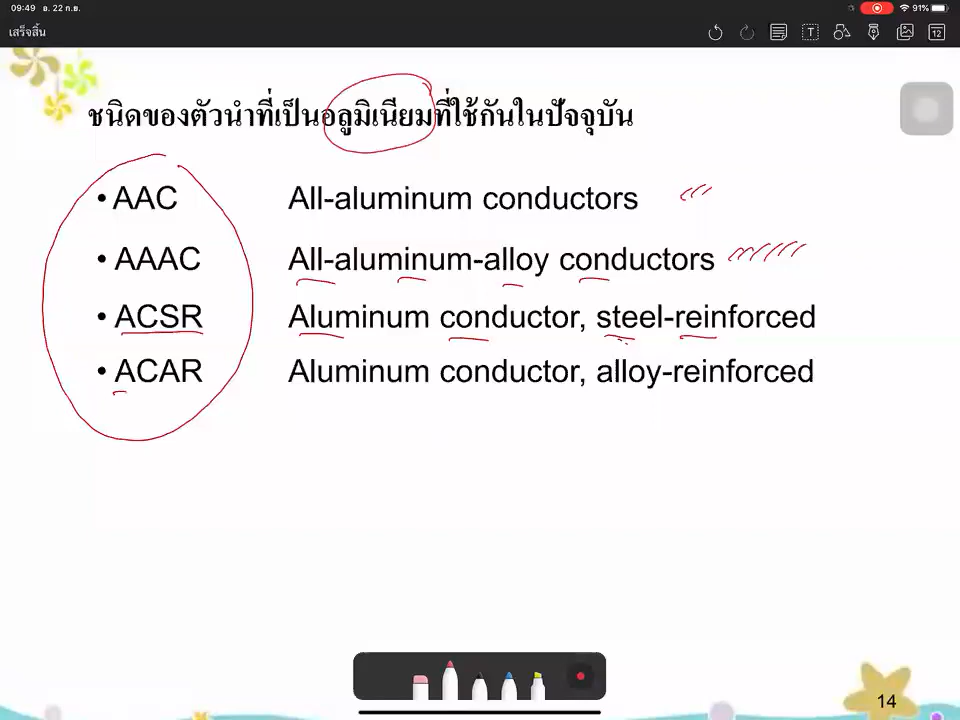 09:49 อ. 22 ก.ย. 91%
เสร็จสิ้น
T 12
ชนิดของตัวนำที่เป็นอลูมิเนียมที่ใช้กันในปัจจุบัน
• AAC All-aluminum conductors
• AAAC All-aluminum-alloy conductors
• ACSR Aluminum conductor, steel-reinforced
• ACAR Aluminum conductor, alloy-reinforced
14